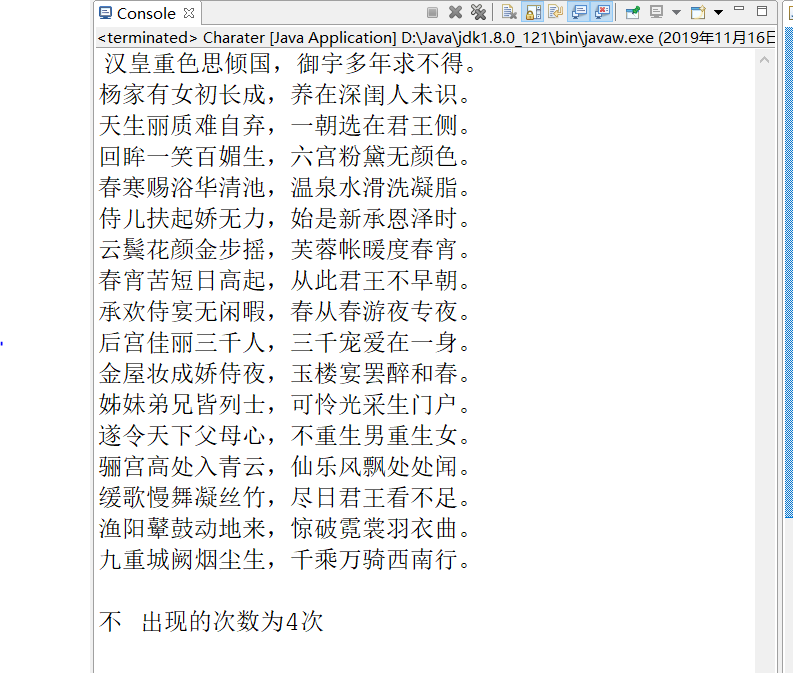 Console
<terminated> Charater [Java Application] D:\Java\jdk1.8.0_121\bin\javaw.exe (2019年11月16日
汉皇重色思倾国，御宇多年求不得。
杨家有女初长成，养在深闺人未识。
天生丽质难自弃，一朝选在君王侧。
回眸一笑百媚生，六宫粉黛无颜色。
春寒赐浴华清池，温泉水滑洗凝脂。
侍儿扶起娇无力，始是新承恩泽时。
云鬓花颜金步摇，芙蓉帐暖度春宵。
春宵苦短日高起，从此君王不早朝。
承欢侍宴无闲暇，春从春游夜专夜。
后宫佳丽三千人，三千宠爱在一身。
金屋妆成娇侍夜，玉楼宴罢醉和春。
姊妹弟兄皆列士，可怜光采生门户。
遂令天下父母心，不重生男重生女。
骊宫高处入青云，仙乐风飘处处闻。
缓歌慢舞凝丝竹，尽日君王看不足。
渔阳鼙鼓动地来，惊破霓裳羽衣曲。
九重城阙烟尘生，千乘万骑西南行。
不 出现的次数为4次